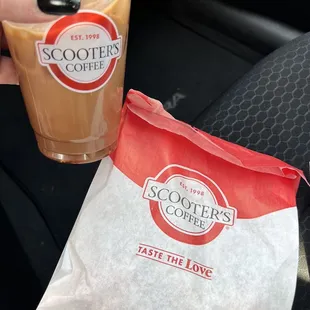 EST. 1998
SCOOTER'S
COFFEE
EST. 1998
SCOOTER'S
COFFEE
TASTE THE Love